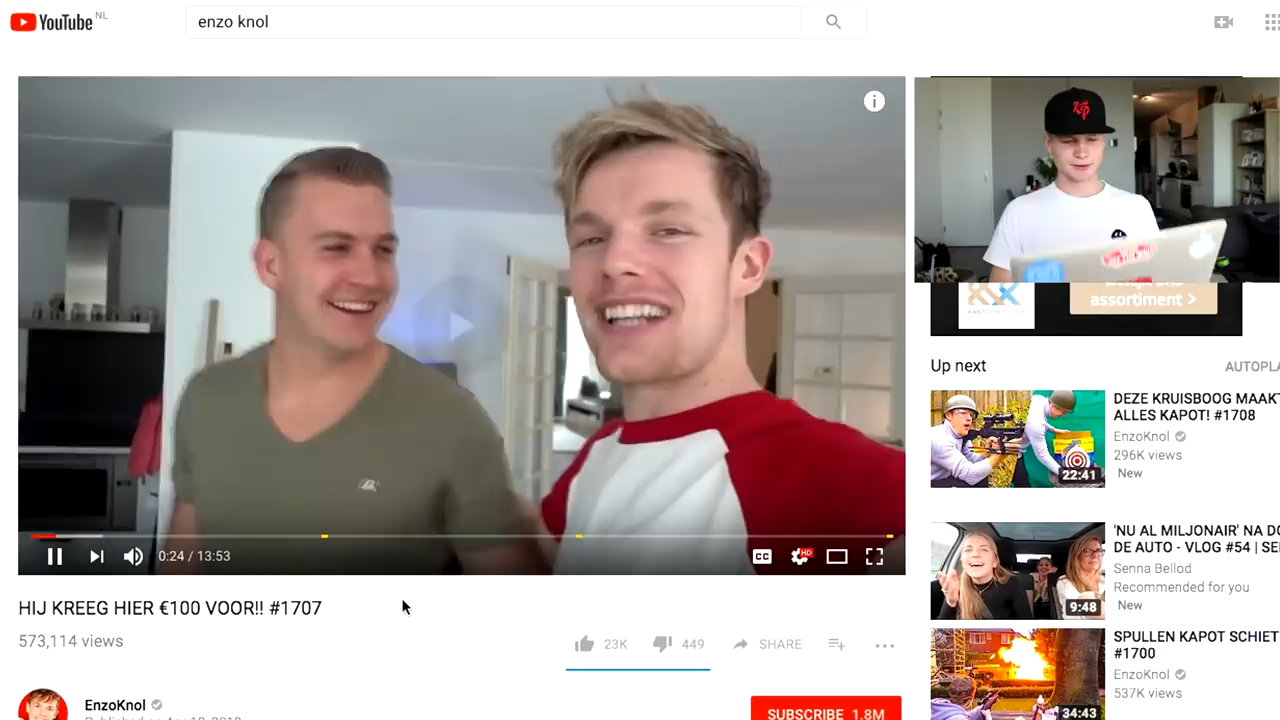 YouTube NL
enzo knol
KP
assortiment >
0:24 / 13:53
CC
HD
HIJ KREEG HIER €100 VOOR!! #1707
573,114 views
23K
449
SHARE
EnzoKnol
SUBSCRIBE 1.8M
Up next
AUTOPLA
DEZE KRUISBOOG MAAKT
ALLES KAPOT! #1708
EnzoKnol
296K views
New
22:41
'NU AL MILJONAIR' NA DO
DE AUTO - VLOG #54 | SE
Senna Bellod
Recommended for you
New
9:48
SPULLEN KAPOT SCHIET
#1700
EnzoKnol
537K views
34:43